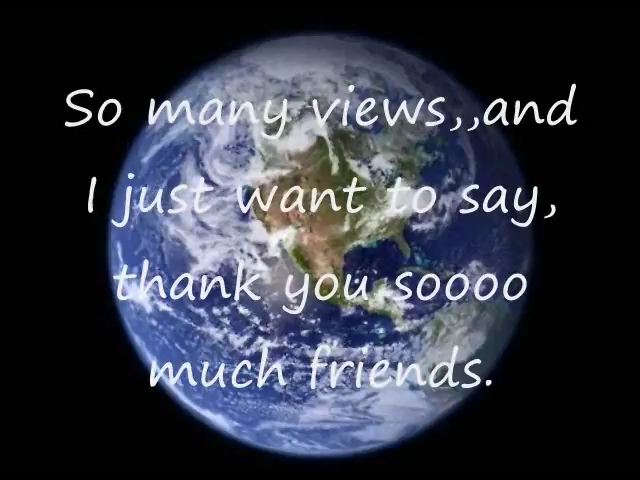 So many views,,and
I just want to say,
thank you soooo
much friends.